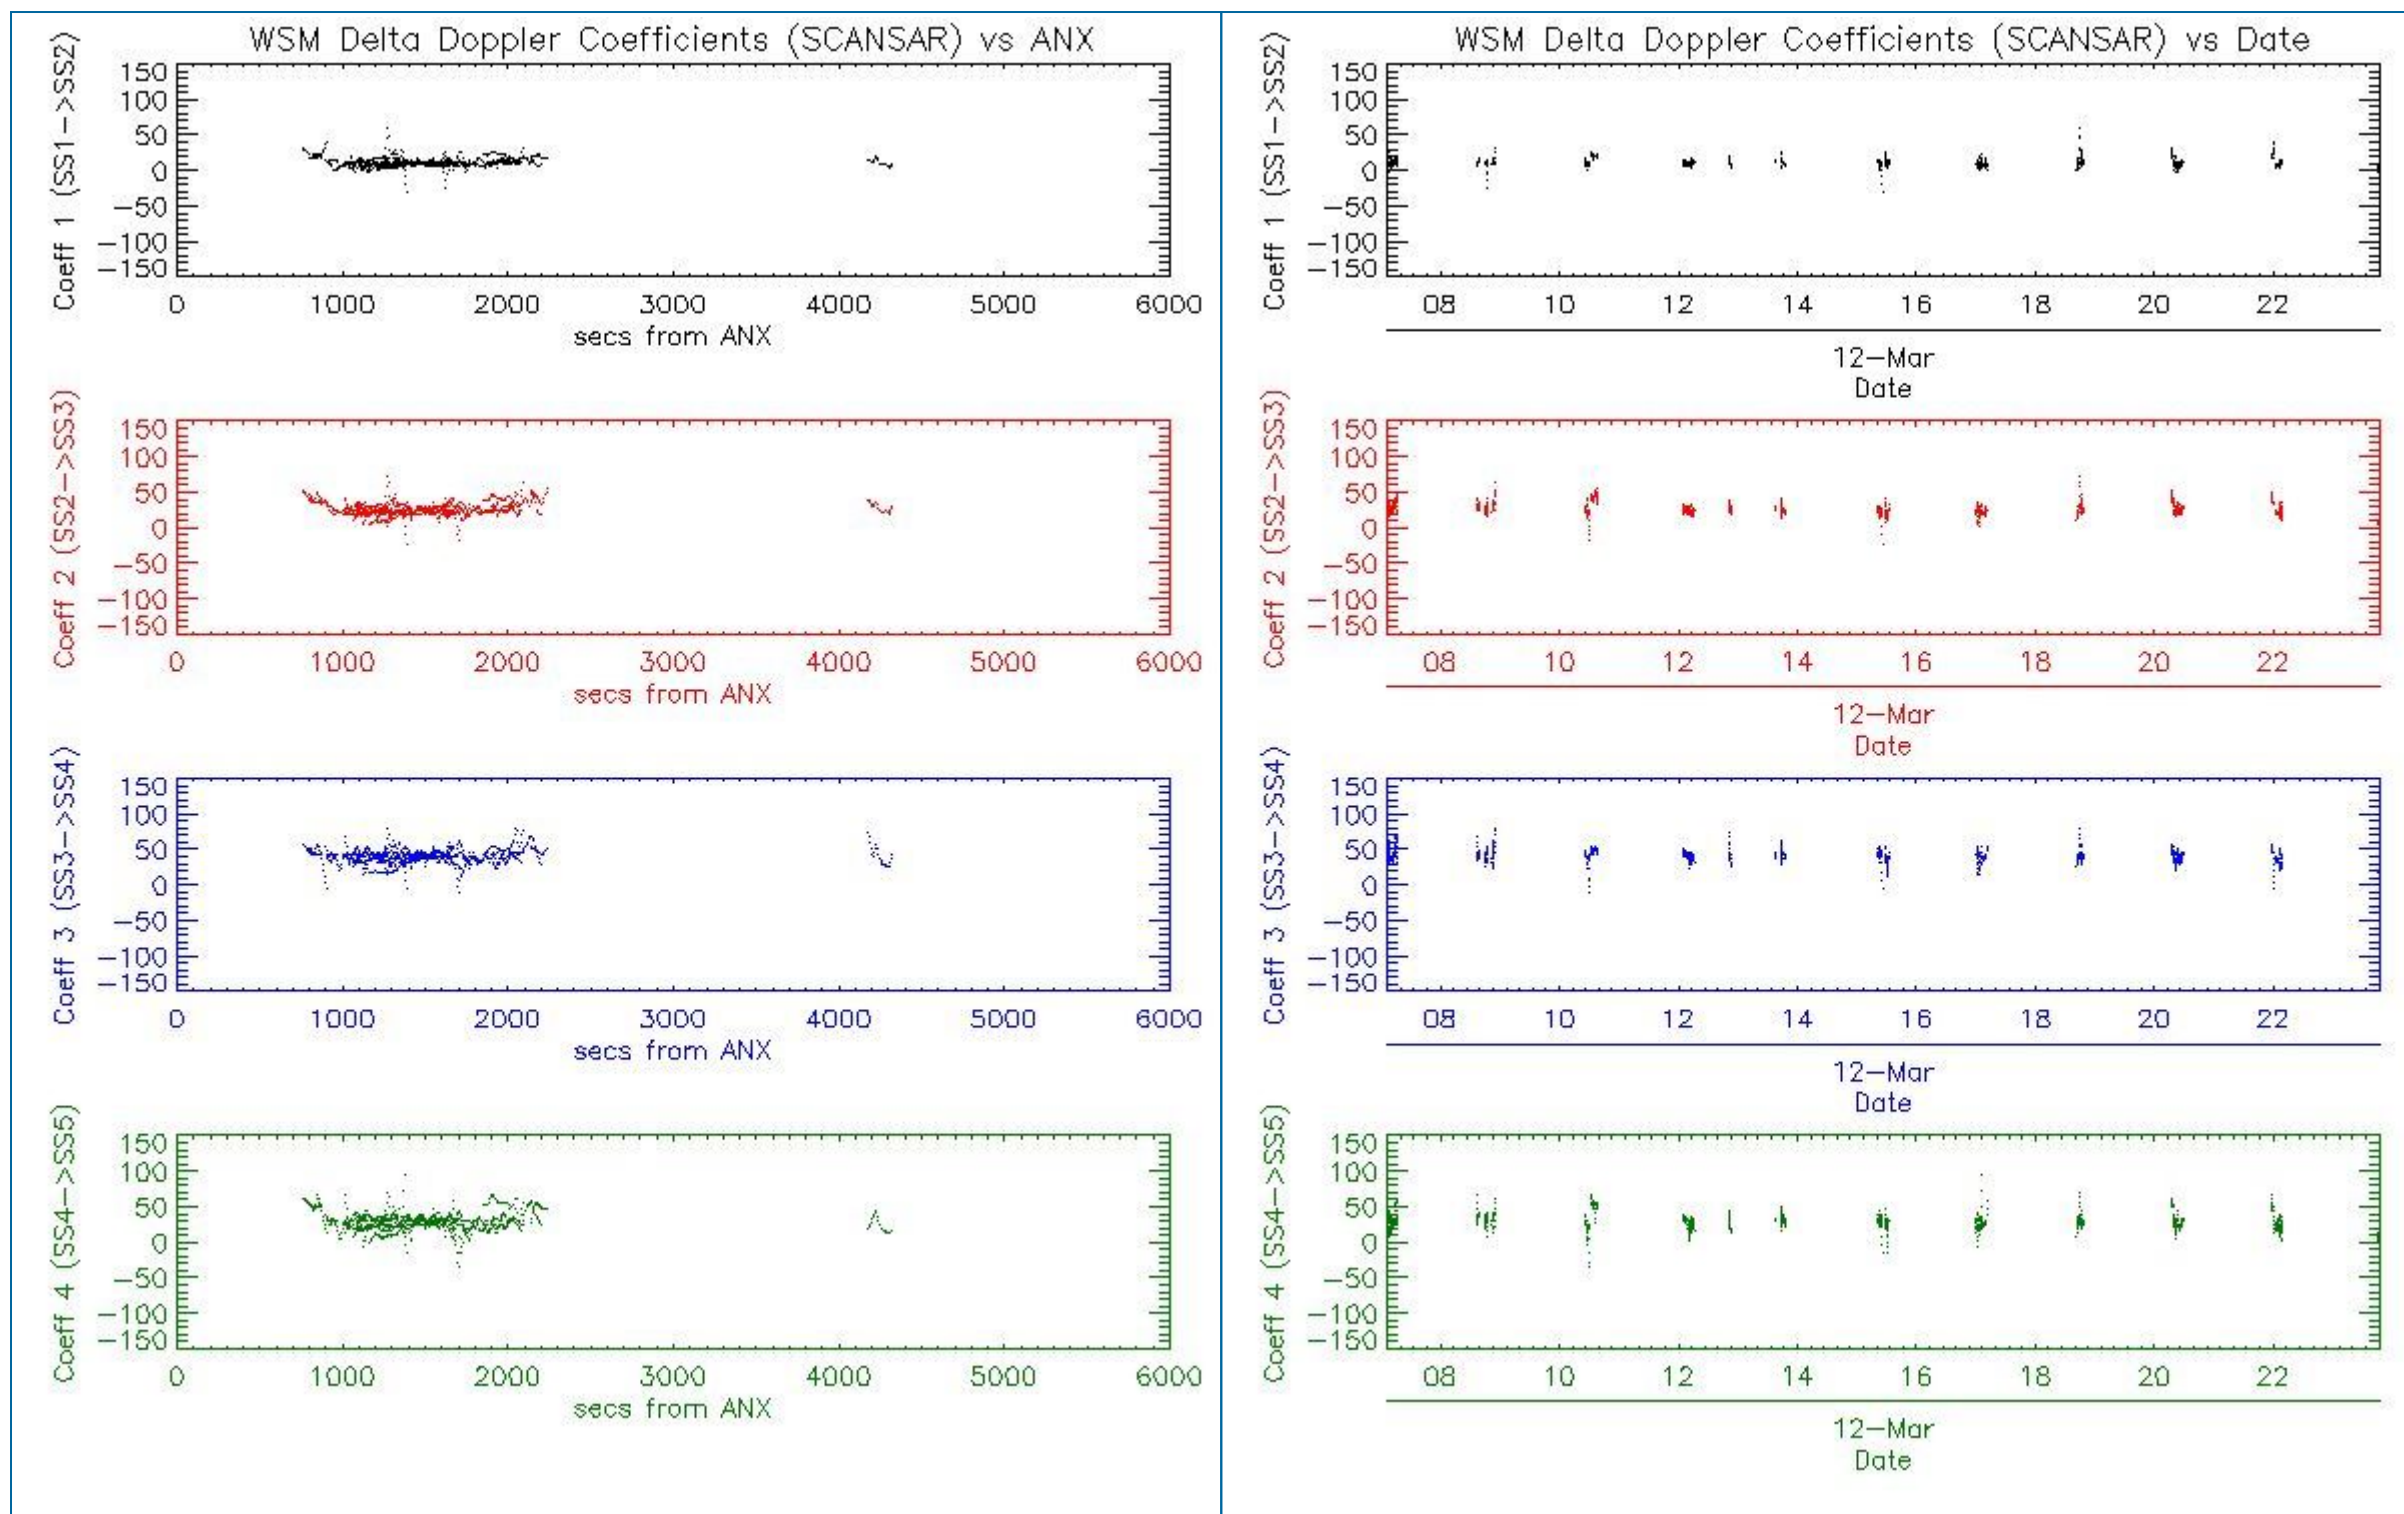 WSM Delta Doppler Coefficients (SCANSAR) vs ANX
Coeff 1 (SS1->SS2)
150
100
50
0
-50
-100
-150
0 1000 2000 3000 4000 5000 6000
secs from ANX
Coeff 2 (SS2->SS3)
150
100
50
0
-50
-100
-150
0 1000 2000 3000 4000 5000 6000
secs from ANX
Coeff 3 (SS3->SS4)
150
100
50
0
-50
-100
-150
0 1000 2000 3000 4000 5000 6000
secs from ANX
Coeff 4 (SS4->SS5)
150
100
50
0
-50
-100
-150
0 1000 2000 3000 4000 5000 6000
secs from ANX
WSM Delta Doppler Coefficients (SCANSAR) vs Date
Coeff 1 (SS1->SS2)
150
100
50
0
-50
-100
-150
08 10 12 14 16 18 20 22
12-Mar
Date
Coeff 2 (SS2->SS3)
150
100
50
0
-50
-100
-150
08 10 12 14 16 18 20 22
12-Mar
Date
Coeff 3 (SS3->SS4)
150
100
50
0
-50
-100
-150
08 10 12 14 16 18 20 22
12-Mar
Date
Coeff 4 (SS4->SS5)
150
100
50
0
-50
-100
-150
08 10 12 14 16 18 20 22
12-Mar
Date